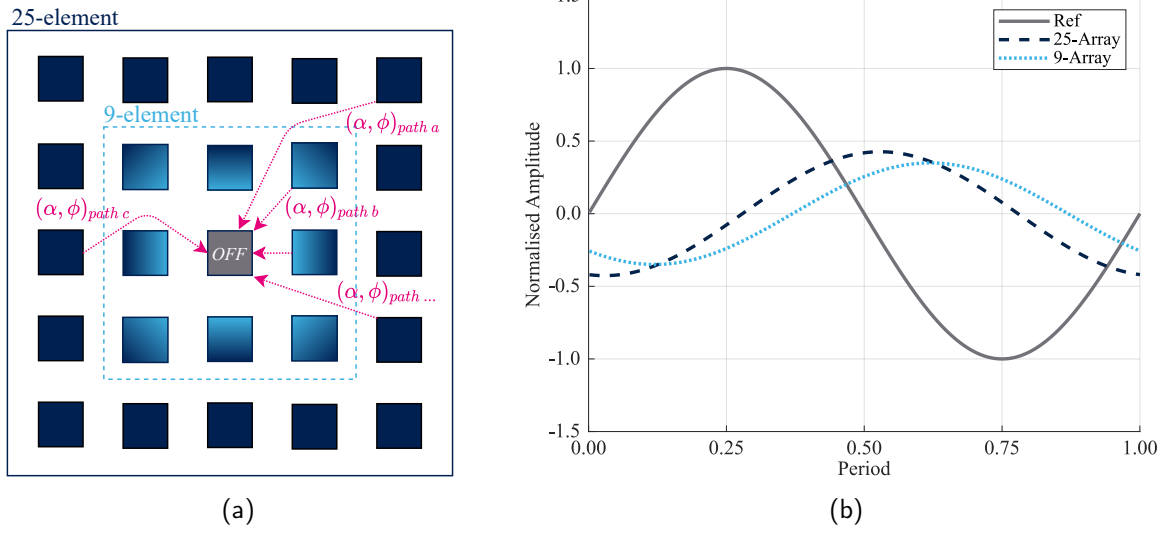 25-element
9-element
(α, ϕ)path a
(α, ϕ)path b
(α, ϕ)path c
OFF
(α, ϕ)path ...
(a)
1.5
1.0
0.5
0.0
-0.5
-1.0
-1.5
Normalised Amplitude
Ref
25-Array
9-Array
0.00 0.25 0.50 0.75 1.00
Period
(b)